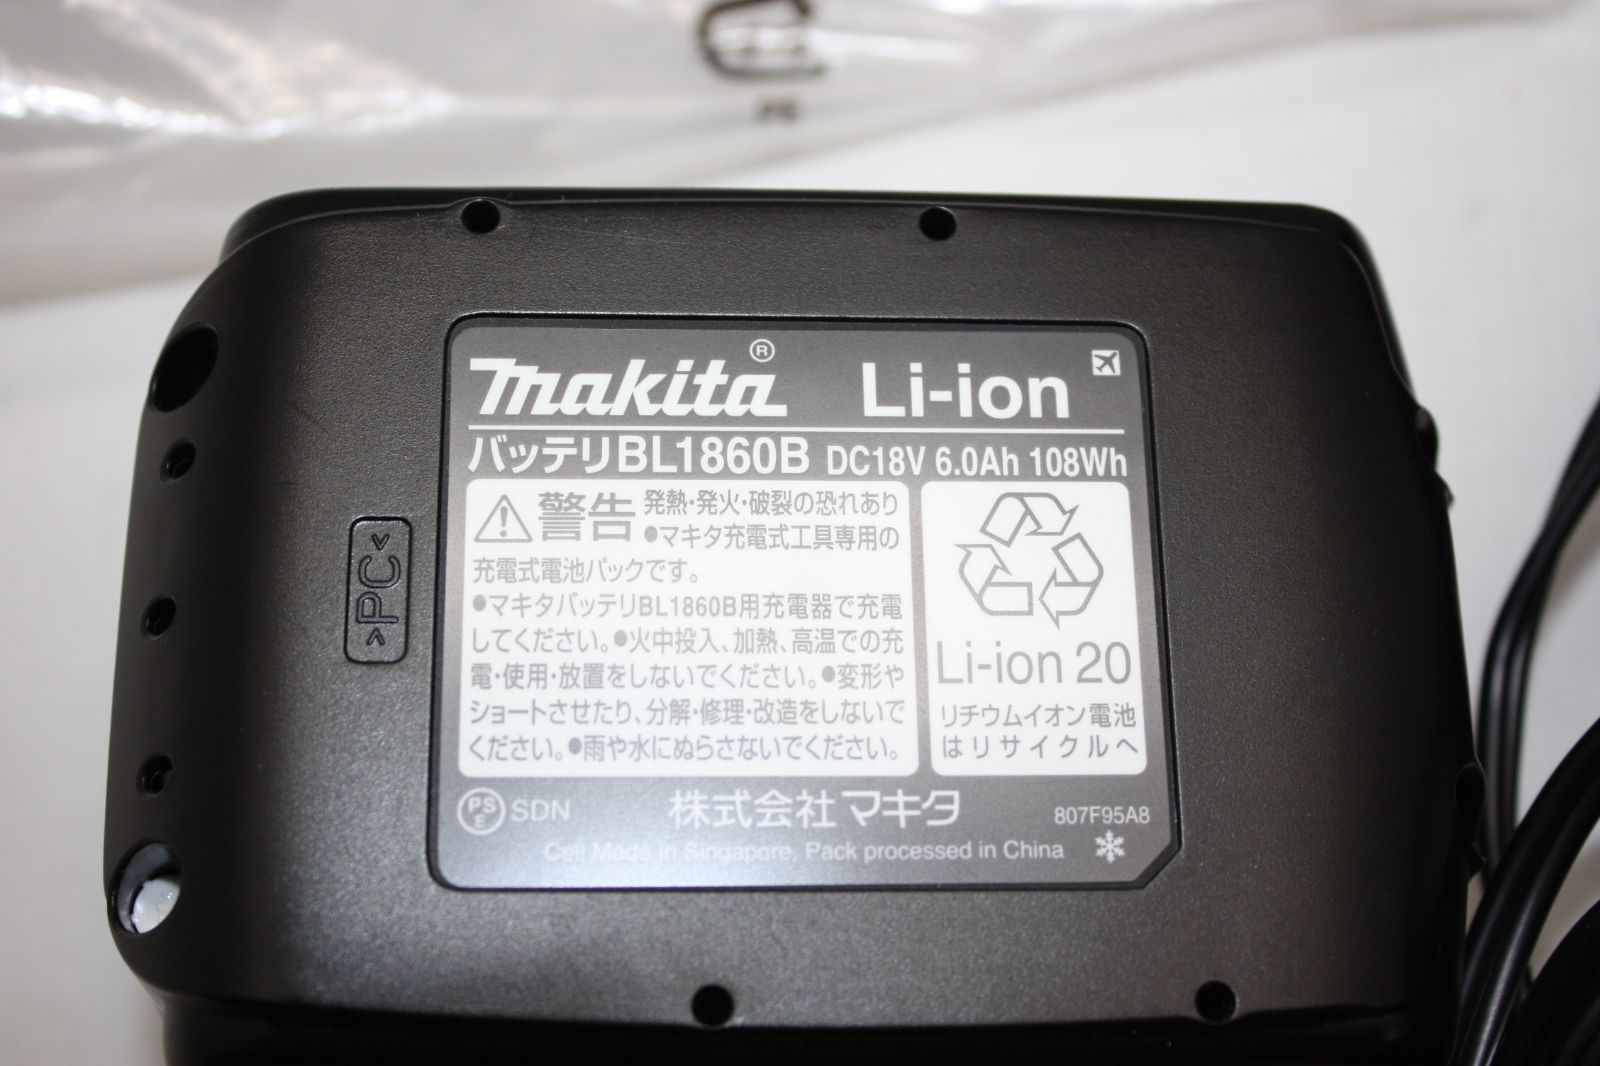 makita® Li-ion
バッテリBL1860B DC18V 6.0Ah 108Wh
警告 発熱・発火・破裂の恐れあり
●マキタ充電式工具専用の
充電式電池パックです。
●マキタバッテリBL1860B用充電器で充電
してください。●火中投入、加熱、高温での充
電・使用・放置をしないでください。●変形や
ショートさせたり、分解・修理・改造をしないで
ください。●雨や水にぬらさないでください。
Li-ion 20
リチウムイオン電池
はリサイクルへ
PSE SDN 株式会社マキタ 807F95A8
Cell Made in Singapore, Pack processed in China
>PC<